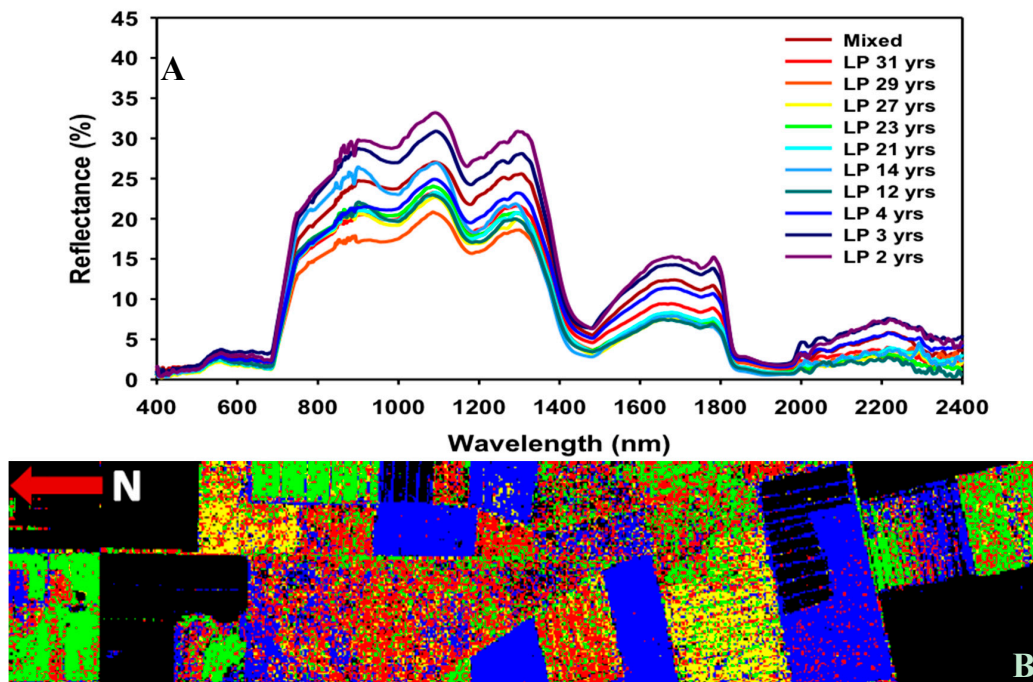 A
45
40
35
30
25
20
15
10
5
0
Reflectance (%)
400 600 800 1000 1200 1400 1600 1800 2000 2200 2400
Wavelength (nm)
Mixed
LP 31 yrs
LP 29 yrs
LP 27 yrs
LP 23 yrs
LP 21 yrs
LP 14 yrs
LP 12 yrs
LP 4 yrs
LP 3 yrs
LP 2 yrs
N
B